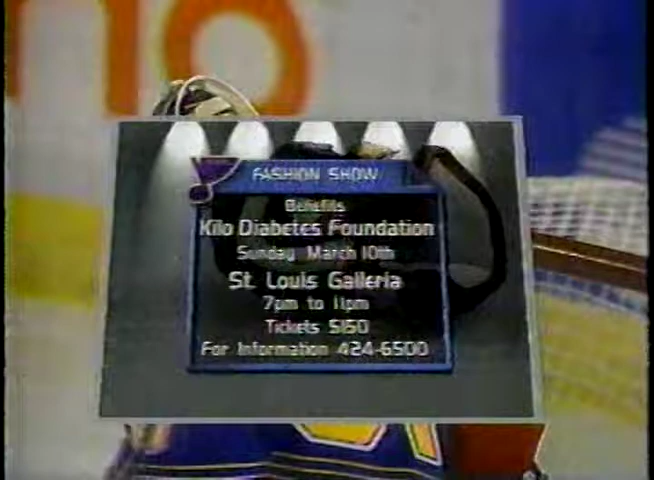 FASHION SHOW
Benefits
Kilo Diabetes Foundation
Sunday March 10th
St. Louis Galleria
7pm to 11pm
Tickets $150
For Information 424-6500